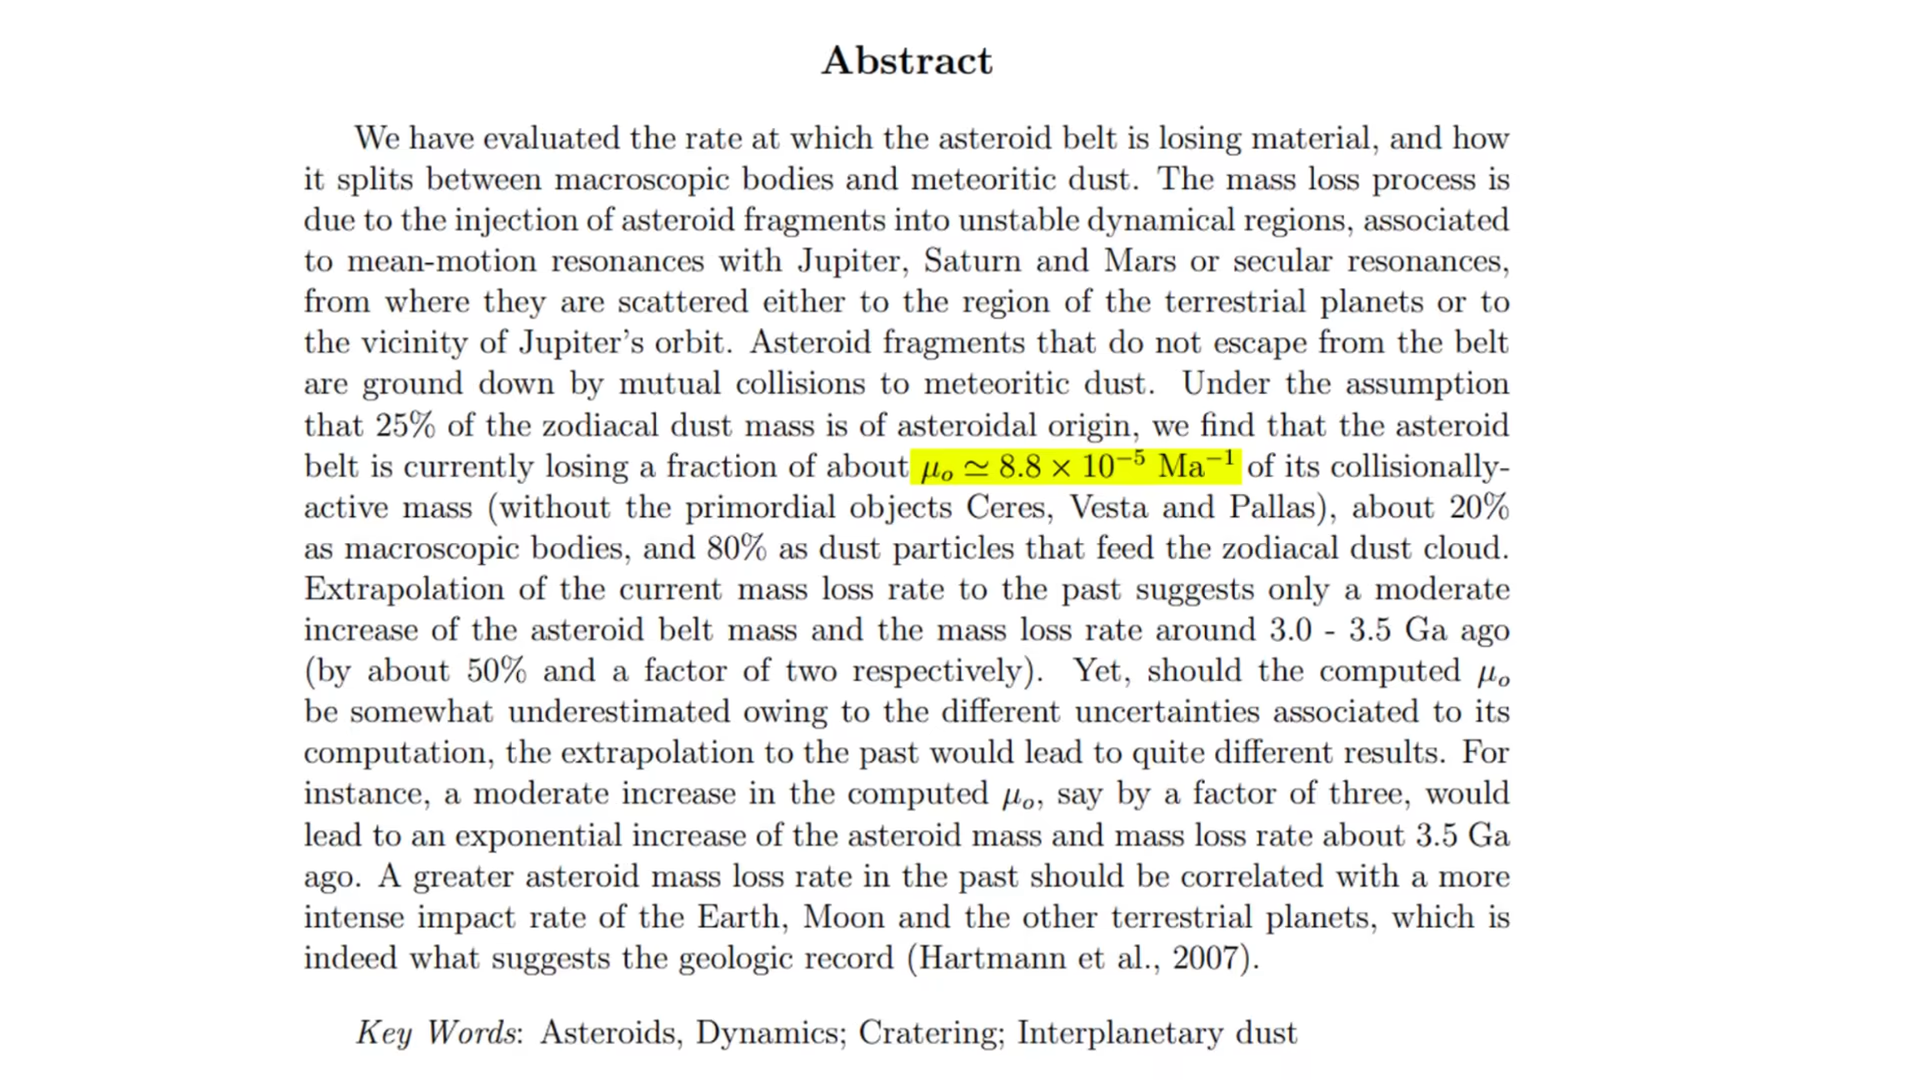 Abstract
We have evaluated the rate at which the asteroid belt is losing material, and how
it splits between macroscopic bodies and meteoritic dust. The mass loss process is
due to the injection of asteroid fragments into unstable dynamical regions, associated
to mean-motion resonances with Jupiter, Saturn and Mars or secular resonances,
from where they are scattered either to the region of the terrestrial planets or to
the vicinity of Jupiter's orbit. Asteroid fragments that do not escape from the belt
are ground down by mutual collisions to meteoritic dust. Under the assumption
that 25% of the zodiacal dust mass is of asteroidal origin, we find that the asteroid
belt is currently losing a fraction of about μₒ ≃ 8.8 × 10⁻⁵ Ma⁻¹ of its collisionally-
active mass (without the primordial objects Ceres, Vesta and Pallas), about 20%
as macroscopic bodies, and 80% as dust particles that feed the zodiacal dust cloud.
Extrapolation of the current mass loss rate to the past suggests only a moderate
increase of the asteroid belt mass and the mass loss rate around 3.0 - 3.5 Ga ago
(by about 50% and a factor of two respectively). Yet, should the computed μₒ
be somewhat underestimated owing to the different uncertainties associated to its
computation, the extrapolation to the past would lead to quite different results. For
instance, a moderate increase in the computed μₒ, say by a factor of three, would
lead to an exponential increase of the asteroid mass and mass loss rate about 3.5 Ga
ago. A greater asteroid mass loss rate in the past should be correlated with a more
intense impact rate of the Earth, Moon and the other terrestrial planets, which is
indeed what suggests the geologic record (Hartmann et al., 2007).
Key Words: Asteroids, Dynamics; Cratering; Interplanetary dust